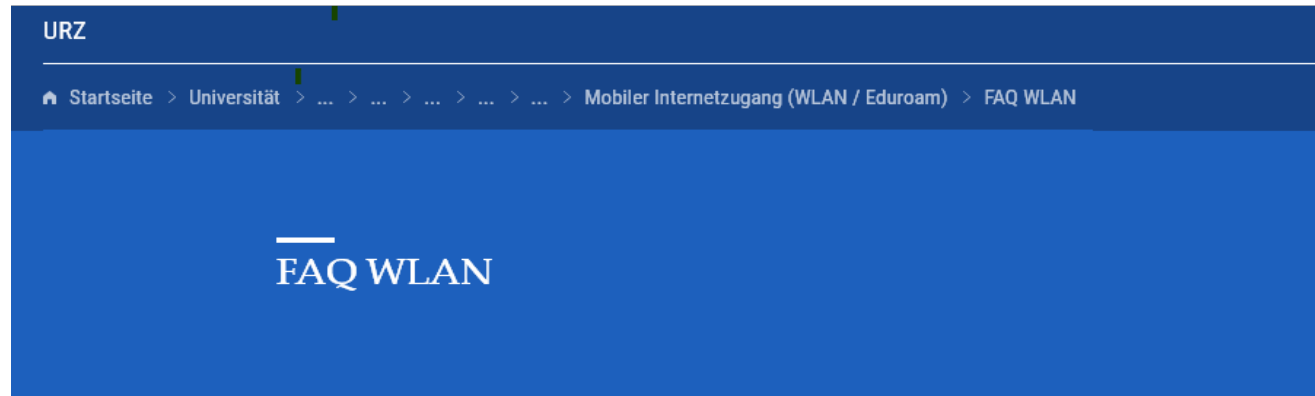 URZ
Startseite > Universität > ... > ... > ... > ... > ... > Mobiler Internetzugang (WLAN / Eduroam) > FAQ WLAN
FAQ WLAN